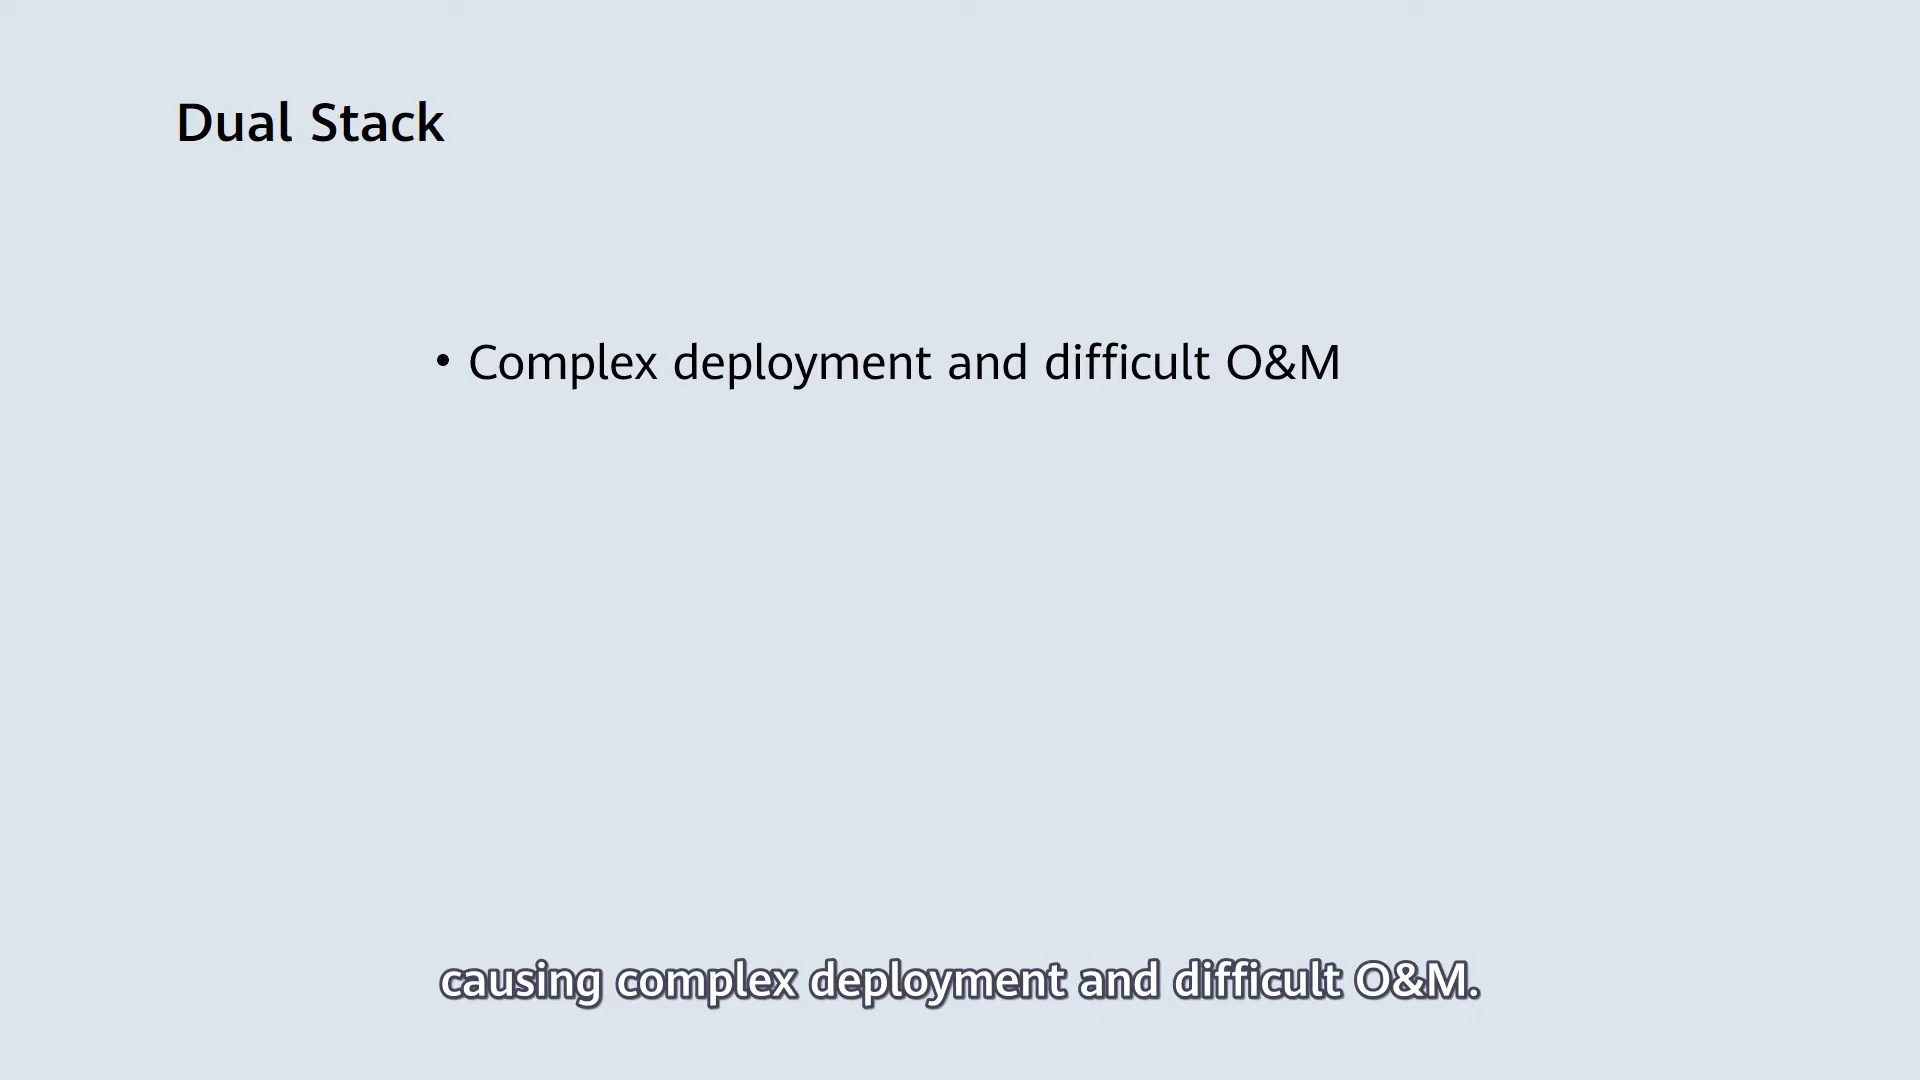 Dual Stack
• Complex deployment and difficult O&M
causing complex deployment and difficult O&M.